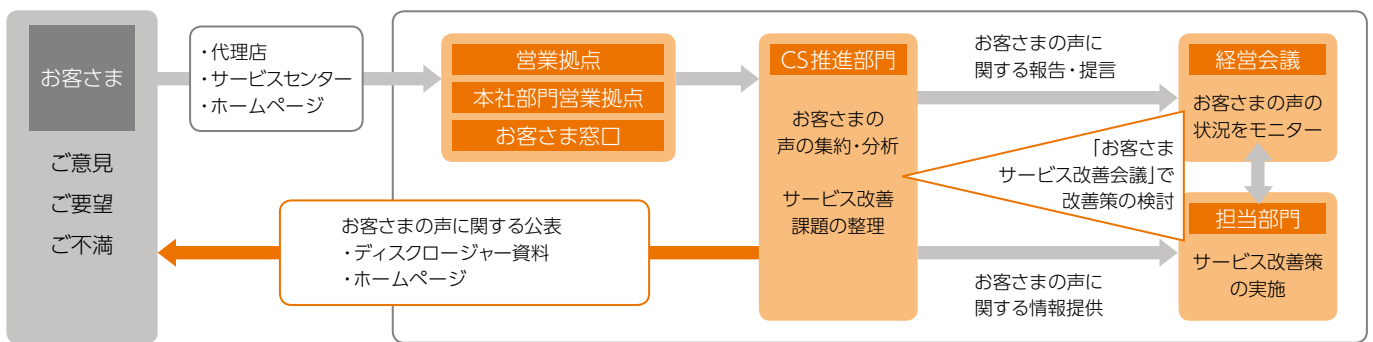 お客さま
ご意見
ご要望
ご不満
・代理店
・サービスセンター
・ホームページ
営業拠点
本社部門営業拠点
お客さま窓口
CS推進部門
お客さまの
声の集約・分析
サービス改善
課題の整理
お客さまの声に
関する報告・提言
経営会議
お客さまの声の
状況をモニター
「お客さま
サービス改善会議」で
改善策の検討
担当部門
サービス改善策
の実施
お客さまの声に
関する情報提供
お客さまの声に関する公表
・ディスクロージャー資料
・ホームページ